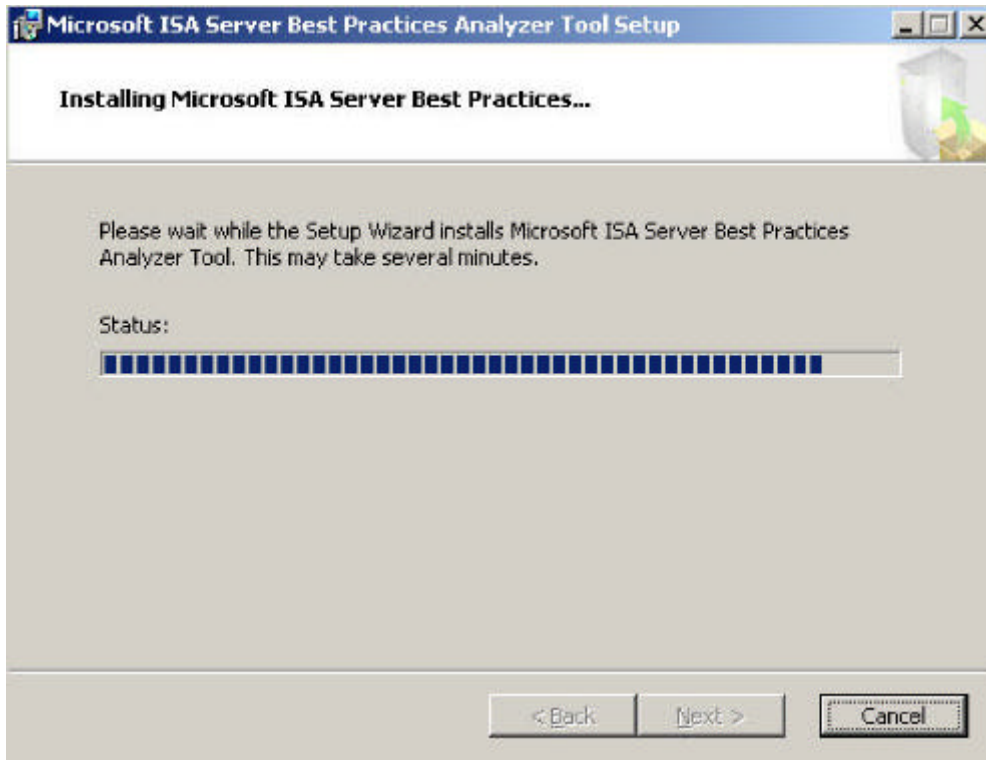 Microsoft ISA Server Best Practices Analyzer Tool Setup
Installing Microsoft ISA Server Best Practices...
Please wait while the Setup Wizard installs Microsoft ISA Server Best Practices
Analyzer Tool. This may take several minutes.
Status:
< Back Next > Cancel